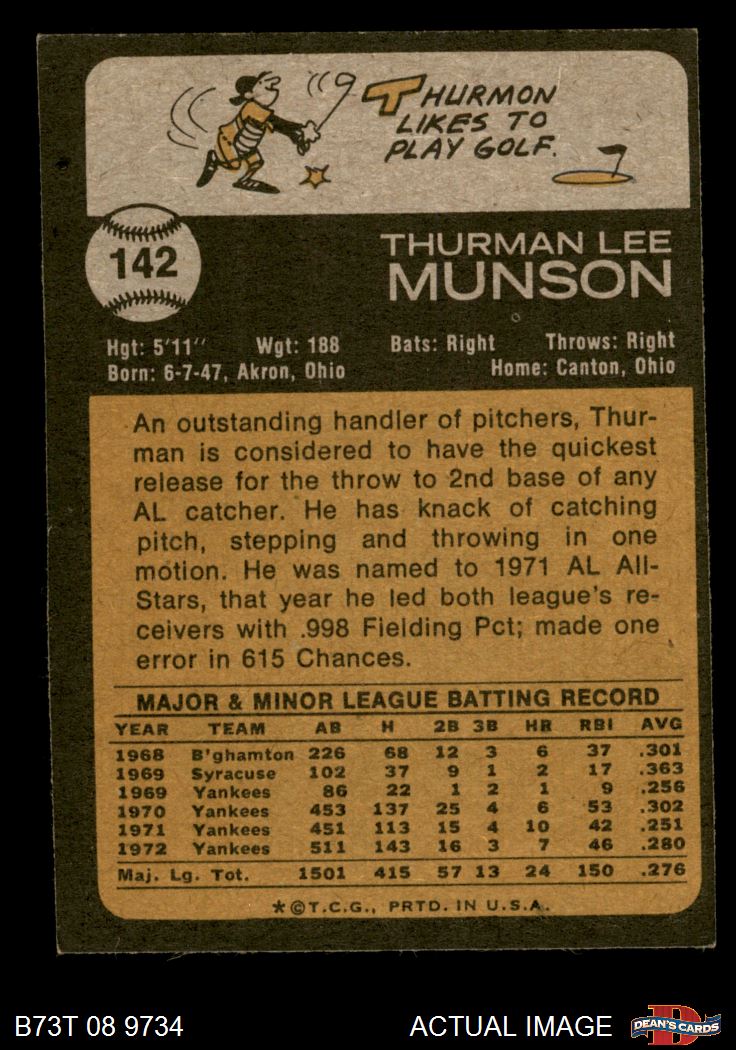 THURMON
LIKES TO
PLAY GOLF.
142
THURMAN LEE
MUNSON
Hgt: 5'11" Wgt: 188 Bats: Right Throws: Right
Born: 6-7-47, Akron, Ohio Home: Canton, Ohio
An outstanding handler of pitchers, Thur-
man is considered to have the quickest
release for the throw to 2nd base of any
AL catcher. He has knack of catching
pitch, stepping and throwing in one
motion. He was named to 1971 AL All-
Stars, that year he led both league's re-
ceivers with .998 Fielding Pct; made one
error in 615 Chances.
MAJOR & MINOR LEAGUE BATTING RECORD
YEAR TEAM AB H 2B 3B HR RBI AVG
1968 B'ghamton 226 68 12 3 6 37 .301
1969 Syracuse 102 37 9 1 2 17 .363
1969 Yankees 86 22 1 2 1 9 .256
1970 Yankees 453 137 25 4 6 53 .302
1971 Yankees 451 113 15 4 10 42 .251
1972 Yankees 511 143 16 3 7 46 .280
Maj. Lg. Tot. 1501 415 57 13 24 150 .276
*©T.C.G., PRTD. IN U.S.A.
B73T 08 9734 ACTUAL IMAGE
D
DEAN'S CARDS